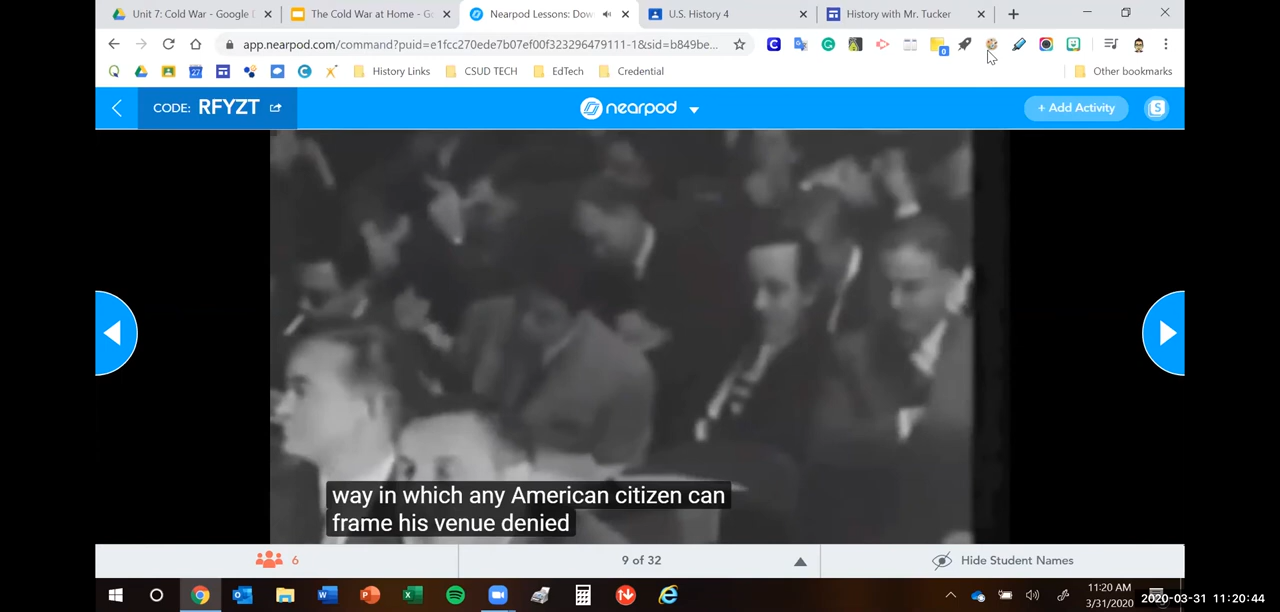 Unit 7: Cold War - Google D
The Cold War at Home - Go
Nearpod Lessons: Dow
U.S. History 4
History with Mr. Tucker
app.nearpod.com/command?puid=e1fcc270ede7b07ef00f323296479111-1&sid=b849be...
0
27
History Links
CSUD TECH
EdTech
Credential
Other bookmarks
CODE: RFYZT
nearpod
+ Add Activity
S
way in which any American citizen can
frame his venue denied
6
9 of 32
Hide Student Names
11:20 AM
3/31/2020
2020-03-31 11:20:44